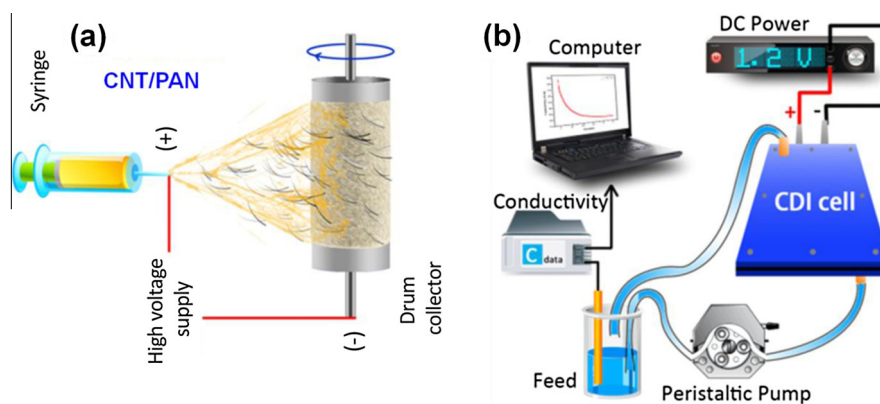 (a)
Syringe
CNT/PAN
(+)
High voltage
supply
(-)
Drum
collector
(b)
Computer
DC Power
1.2 V
+
-
Conductivity
C data
CDI cell
Feed
Peristaltic Pump